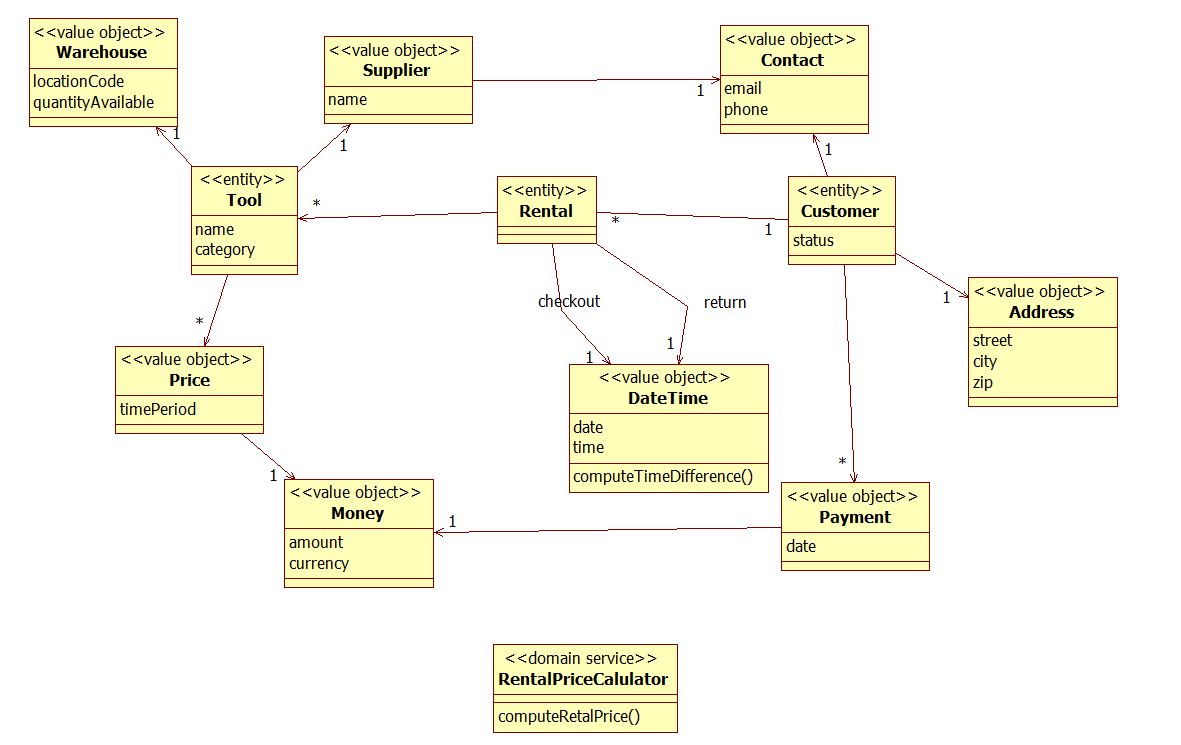 <<value object>>
Warehouse
locationCode
quantityAvailable
1
<<value object>>
Supplier
name
1
<<value object>>
Contact
email
phone
1
1
<<entity>>
Tool
name
category
*
<<entity>>
Rental
*
1
<<entity>>
Customer
status
1
<<value object>>
Address
street
city
zip
checkout
return
1
1
<<value object>>
DateTime
date
time
computeTimeDifference()
*
<<value object>>
Price
timePeriod
1
<<value object>>
Money
amount
currency
1
*
<<value object>>
Payment
date
<<domain service>>
RentalPriceCalulator
computeRetalPrice()